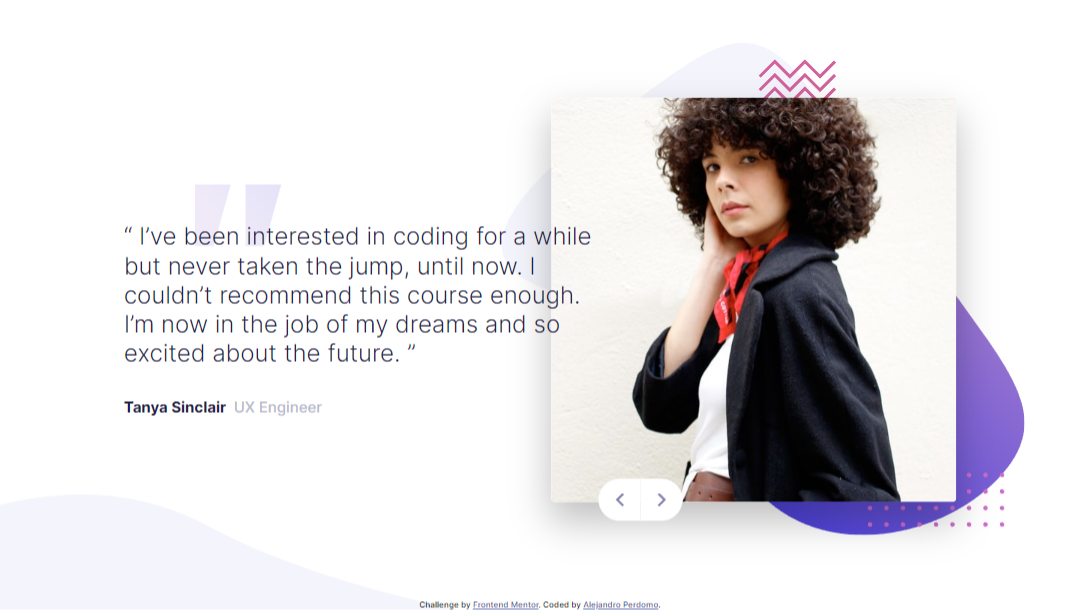 “ I’ve been interested in coding for a while
but never taken the jump, until now. I
couldn’t recommend this course enough.
I’m now in the job of my dreams and so
excited about the future. ”
Tanya Sinclair UX Engineer
Challenge by Frontend Mentor. Coded by Alejandro Perdomo.